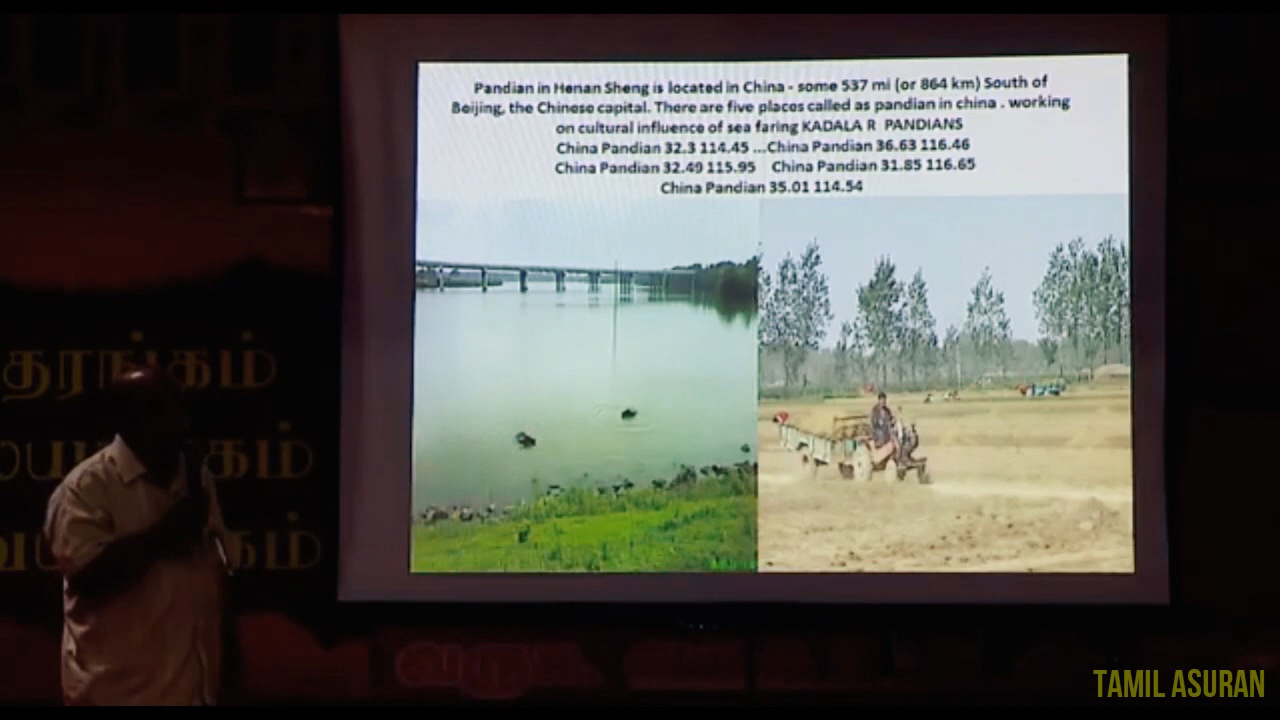 Pandian in Henan Sheng is located in China - some 537 mi (or 864 km) South of
Beijing, the Chinese capital. There are five places called as pandian in china . working
on cultural influence of sea faring KADALA R PANDIANS
China Pandian 32.3 114.45 ...China Pandian 36.63 116.46
China Pandian 32.49 115.95 China Pandian 31.85 116.65
China Pandian 35.01 114.54
தரங்கம்
TAMIL ASURAN